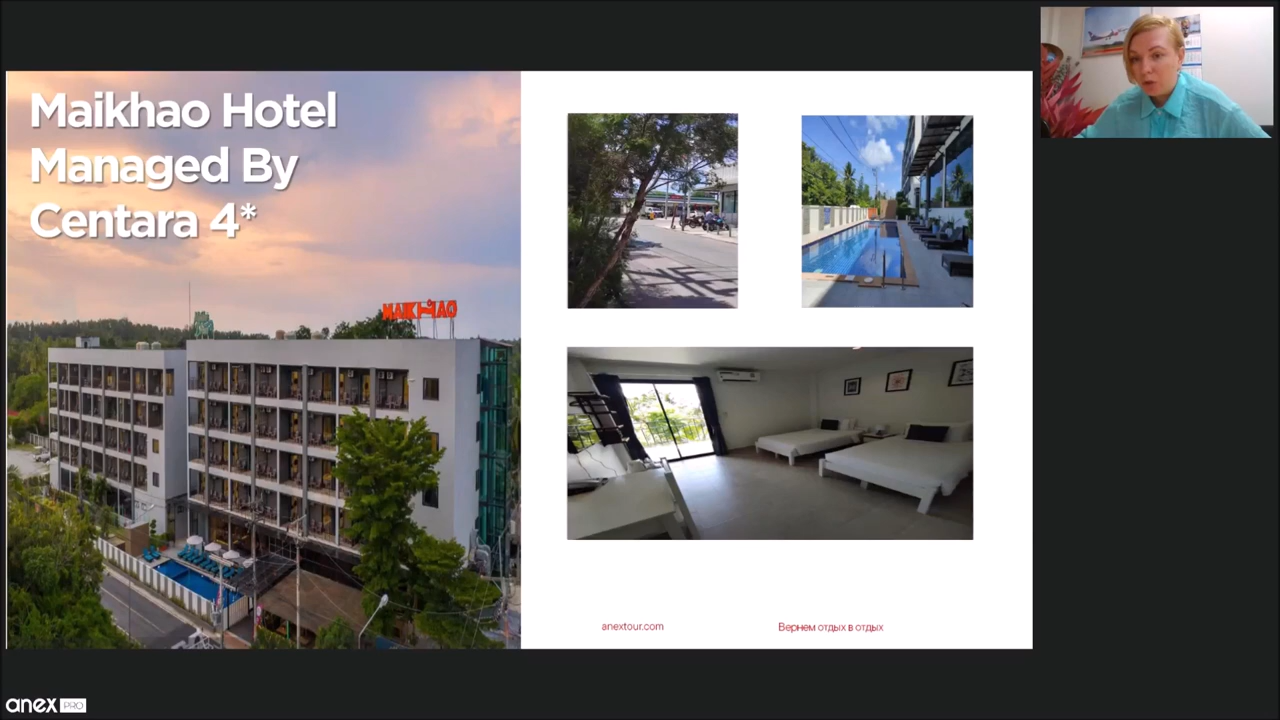 Maikhao Hotel
Managed By
Centara 4*
MAIKHAO
anextour.com
Вернем отдых в отдых
anex PRO